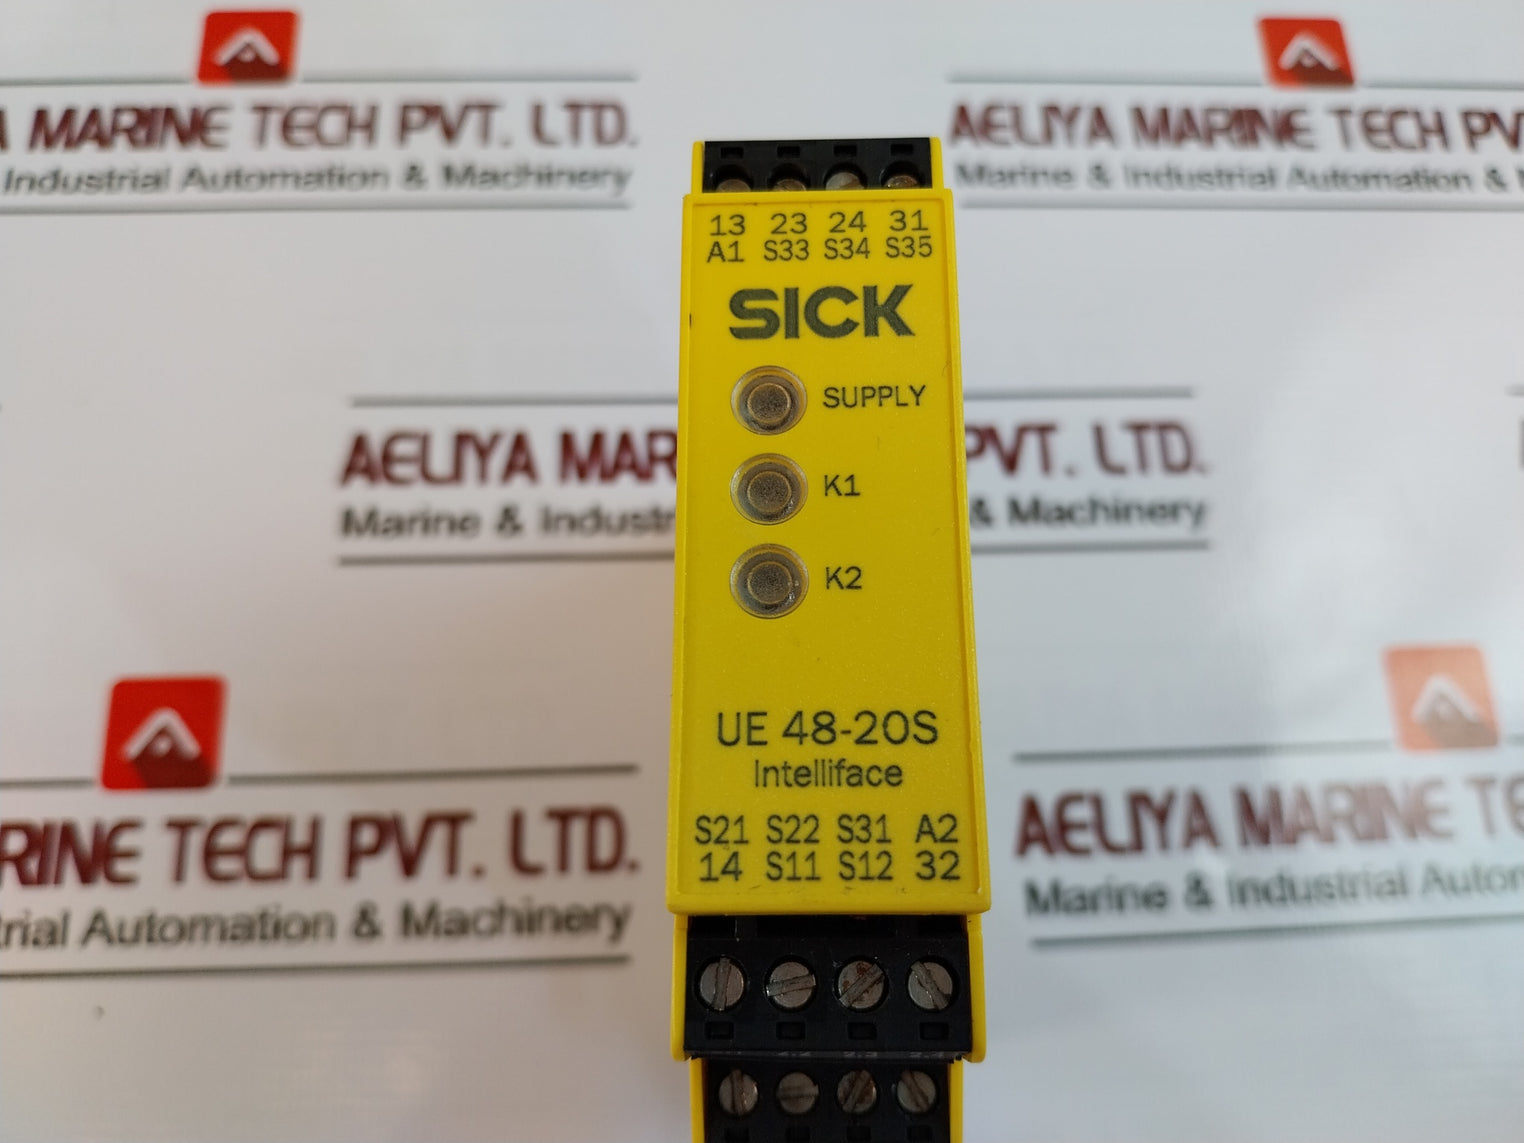 A MARINE TECH PVT. LTD.
Industrial Automation & Machinery
AELIYA MARINE TECH PV
Marine & Industrial Automation &
13 23 24 31
A1 S33 S34 S35
SICK
SUPPLY
K1
K2
AELIYA MAR PVT. LTD.
Marine & Indust & Machinery
UE 48-20S
Intelliface
S21 S22 S31 A2
14 S11 S12 32
RINE TECH PVT. LTD.
trial Automation & Machinery
AELIYA MARINE TE
Marine & Industrial Autom